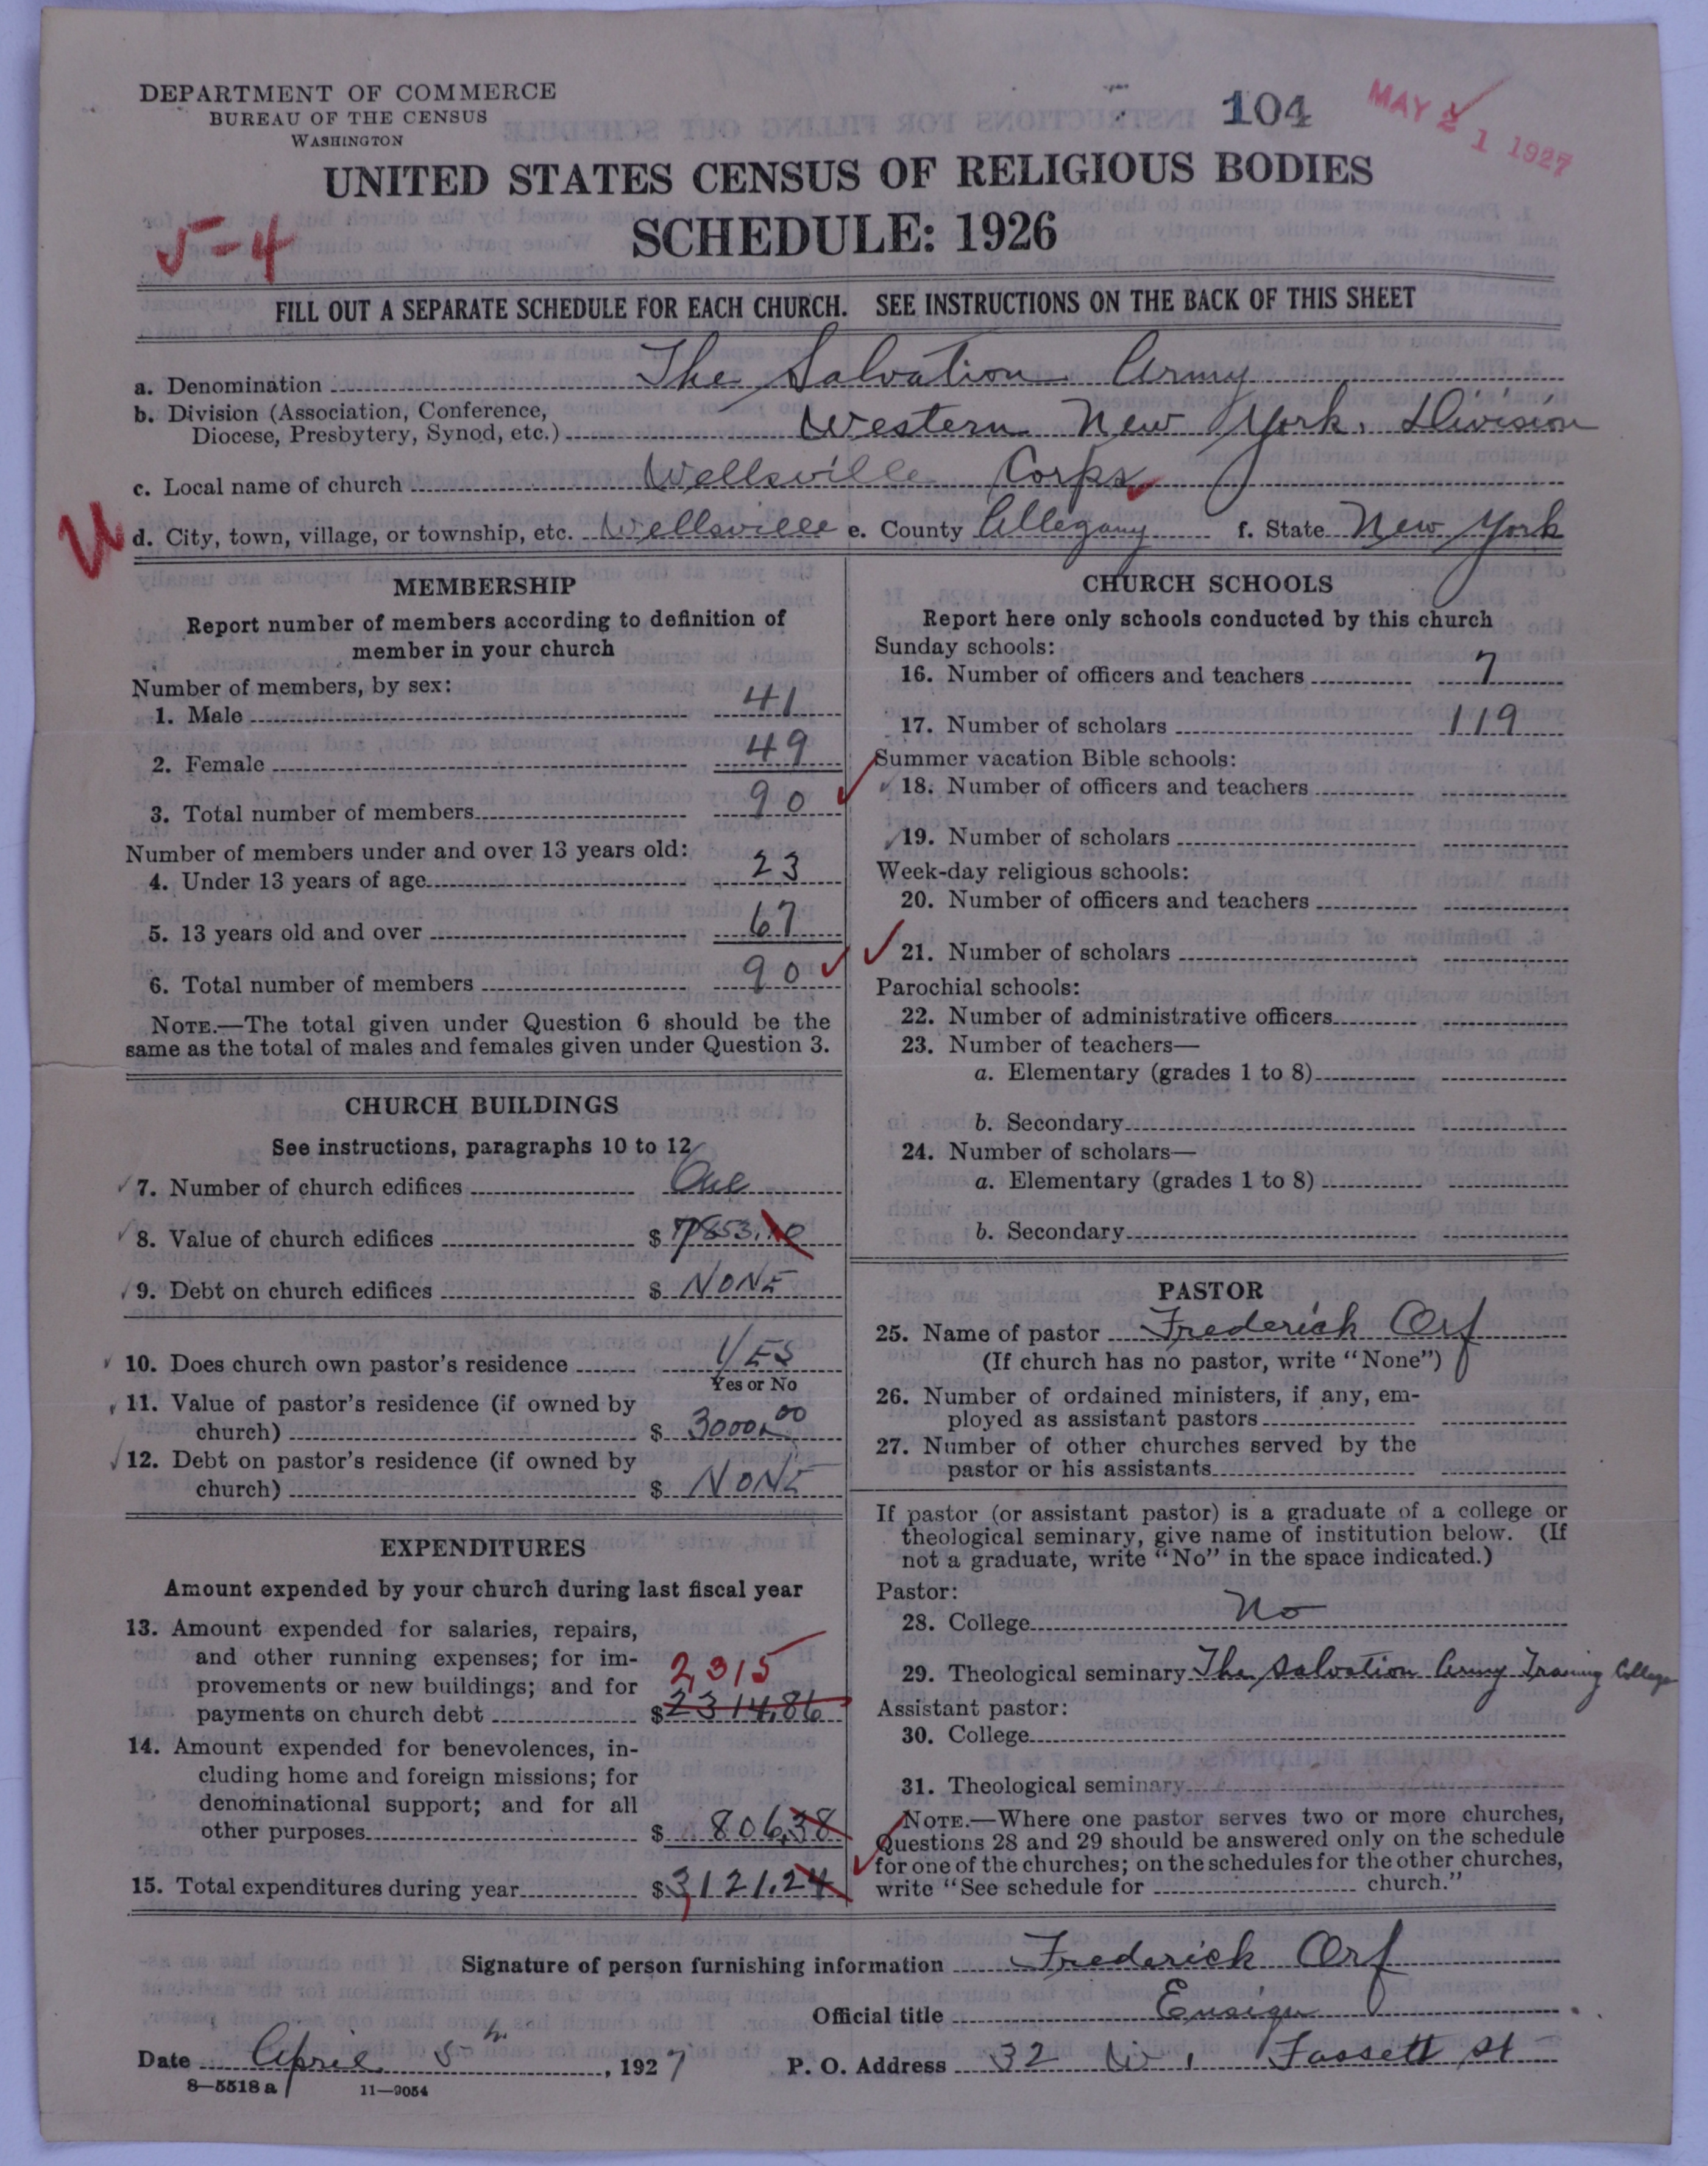 DEPARTMENT OF COMMERCE
BUREAU OF THE CENSUS
WASHINGTON
104
MAY 21 1927
UNITED STATES CENSUS OF RELIGIOUS BODIES
5-4
SCHEDULE: 1926
FILL OUT A SEPARATE SCHEDULE FOR EACH CHURCH. SEE INSTRUCTIONS ON THE BACK OF THIS SHEET
a. Denomination The Salvation Army
b. Division (Association, Conference,
Diocese, Presbytery, Synod, etc.) Western New York. Division
c. Local name of church Wellsville Corps
U
d. City, town, village, or township, etc. Wellsville e. County Allegany f. State New York
MEMBERSHIP
Report number of members according to definition of
member in your church
Number of members, by sex:
1. Male 41
2. Female 49
3. Total number of members 90
Number of members under and over 13 years old:
4. Under 13 years of age 23
5. 13 years old and over 67
6. Total number of members 90
NOTE.—The total given under Question 6 should be the
same as the total of males and females given under Question 3.
CHURCH BUILDINGS
See instructions, paragraphs 10 to 12
7. Number of church edifices One
8. Value of church edifices $ 7853.
9. Debt on church edifices $ NONE
10. Does church own pastor's residence YES
Yes or No
11. Value of pastor's residence (if owned by
church) $ 3000.00
12. Debt on pastor's residence (if owned by
church) $ NONE
EXPENDITURES
Amount expended by your church during last fiscal year
13. Amount expended for salaries, repairs,
and other running expenses; for im-
provements or new buildings; and for 2,315
payments on church debt $ 2314.86
14. Amount expended for benevolences, in-
cluding home and foreign missions; for
denominational support; and for all
other purposes $ 806.38
15. Total expenditures during year $ 3,121.24
CHURCH SCHOOLS
Report here only schools conducted by this church
Sunday schools:
16. Number of officers and teachers 7
17. Number of scholars 119
Summer vacation Bible schools:
18. Number of officers and teachers
19. Number of scholars
Week-day religious schools:
20. Number of officers and teachers
21. Number of scholars
Parochial schools:
22. Number of administrative officers
23. Number of teachers—
a. Elementary (grades 1 to 8)
b. Secondary
24. Number of scholars—
a. Elementary (grades 1 to 8)
b. Secondary
PASTOR
25. Name of pastor Frederick Orf
(If church has no pastor, write "None")
26. Number of ordained ministers, if any, em-
ployed as assistant pastors
27. Number of other churches served by the
pastor or his assistants
If pastor (or assistant pastor) is a graduate of a college or
theological seminary, give name of institution below. (If
not a graduate, write "No" in the space indicated.)
Pastor:
28. College No
29. Theological seminary The Salvation Army Training College
Assistant pastor:
30. College
31. Theological seminary
NOTE.—Where one pastor serves two or more churches,
Questions 28 and 29 should be answered only on the schedule
for one of the churches; on the schedules for the other churches,
write "See schedule for church."
Signature of person furnishing information Frederick Orf
Official title Ensign
Date April 5th, 1927 P. O. Address 32 W. Fassett St
8—5518 a 11—9054